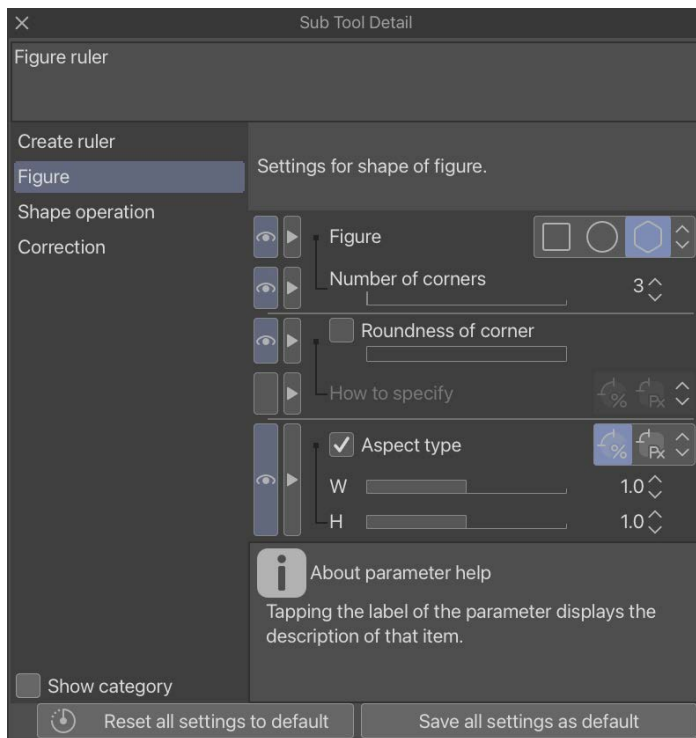 Sub Tool Detail
Figure ruler
Create ruler
Figure
Shape operation
Correction
Settings for shape of figure.
Figure
Number of corners 3
Roundness of corner
How to specify % Px
Aspect type % Px
W 1.0
H 1.0
i About parameter help
Tapping the label of the parameter displays the
description of that item.
Show category
Reset all settings to default Save all settings as default